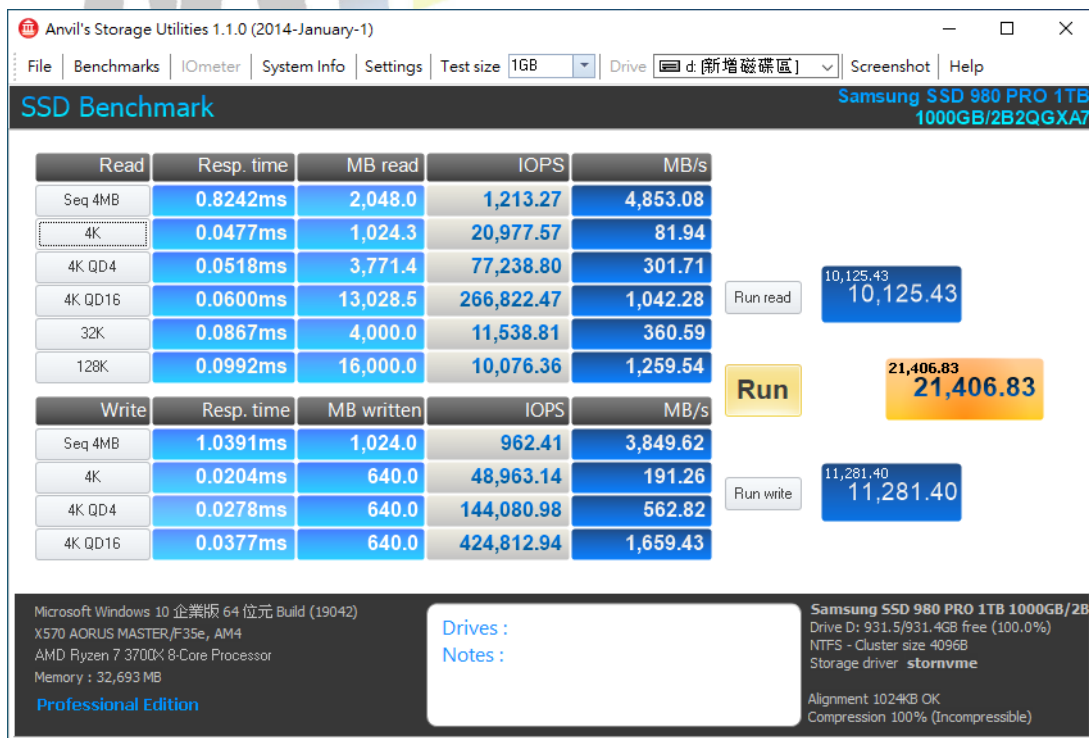 Anvil's Storage Utilities 1.1.0 (2014-January-1)
File Benchmarks IOmeter System Info Settings Test size 1GB Drive d: [新增磁碟區] Screenshot Help
SSD Benchmark
Samsung SSD 980 PRO 1TB
1000GB/2B2QGXA7
Read Resp. time MB read IOPS MB/s
Seq 4MB 0.8242ms 2,048.0 1,213.27 4,853.08
4K 0.0477ms 1,024.3 20,977.57 81.94
4K QD4 0.0518ms 3,771.4 77,238.80 301.71
4K QD16 0.0600ms 13,028.5 266,822.47 1,042.28
32K 0.0867ms 4,000.0 11,538.81 360.59
128K 0.0992ms 16,000.0 10,076.36 1,259.54
Run read
10,125.43
10,125.43
Run
21,406.83
21,406.83
Write Resp. time MB written IOPS MB/s
Seq 4MB 1.0391ms 1,024.0 962.41 3,849.62
4K 0.0204ms 640.0 48,963.14 191.26
4K QD4 0.0278ms 640.0 144,080.98 562.82
4K QD16 0.0377ms 640.0 424,812.94 1,659.43
Run write
11,281.40
11,281.40
Microsoft Windows 10 企業版 64 位元 Build (19042)
X570 AORUS MASTER/F35e, AM4
AMD Ryzen 7 3700X 8-Core Processor
Memory : 32,693 MB
Professional Edition
Drives :
Notes :
Samsung SSD 980 PRO 1TB 1000GB/2B
Drive D: 931.5/931.4GB free (100.0%)
NTFS - Cluster size 4096B
Storage driver stornvme
Alignment 1024KB OK
Compression 100% (Incompressible)